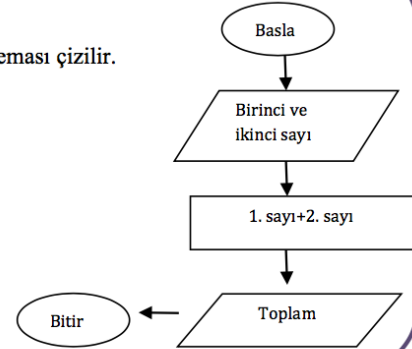 Basla
eması çizilir.
Birinci ve
ikinci sayı
1. sayı+2. sayı
Toplam
Bitir